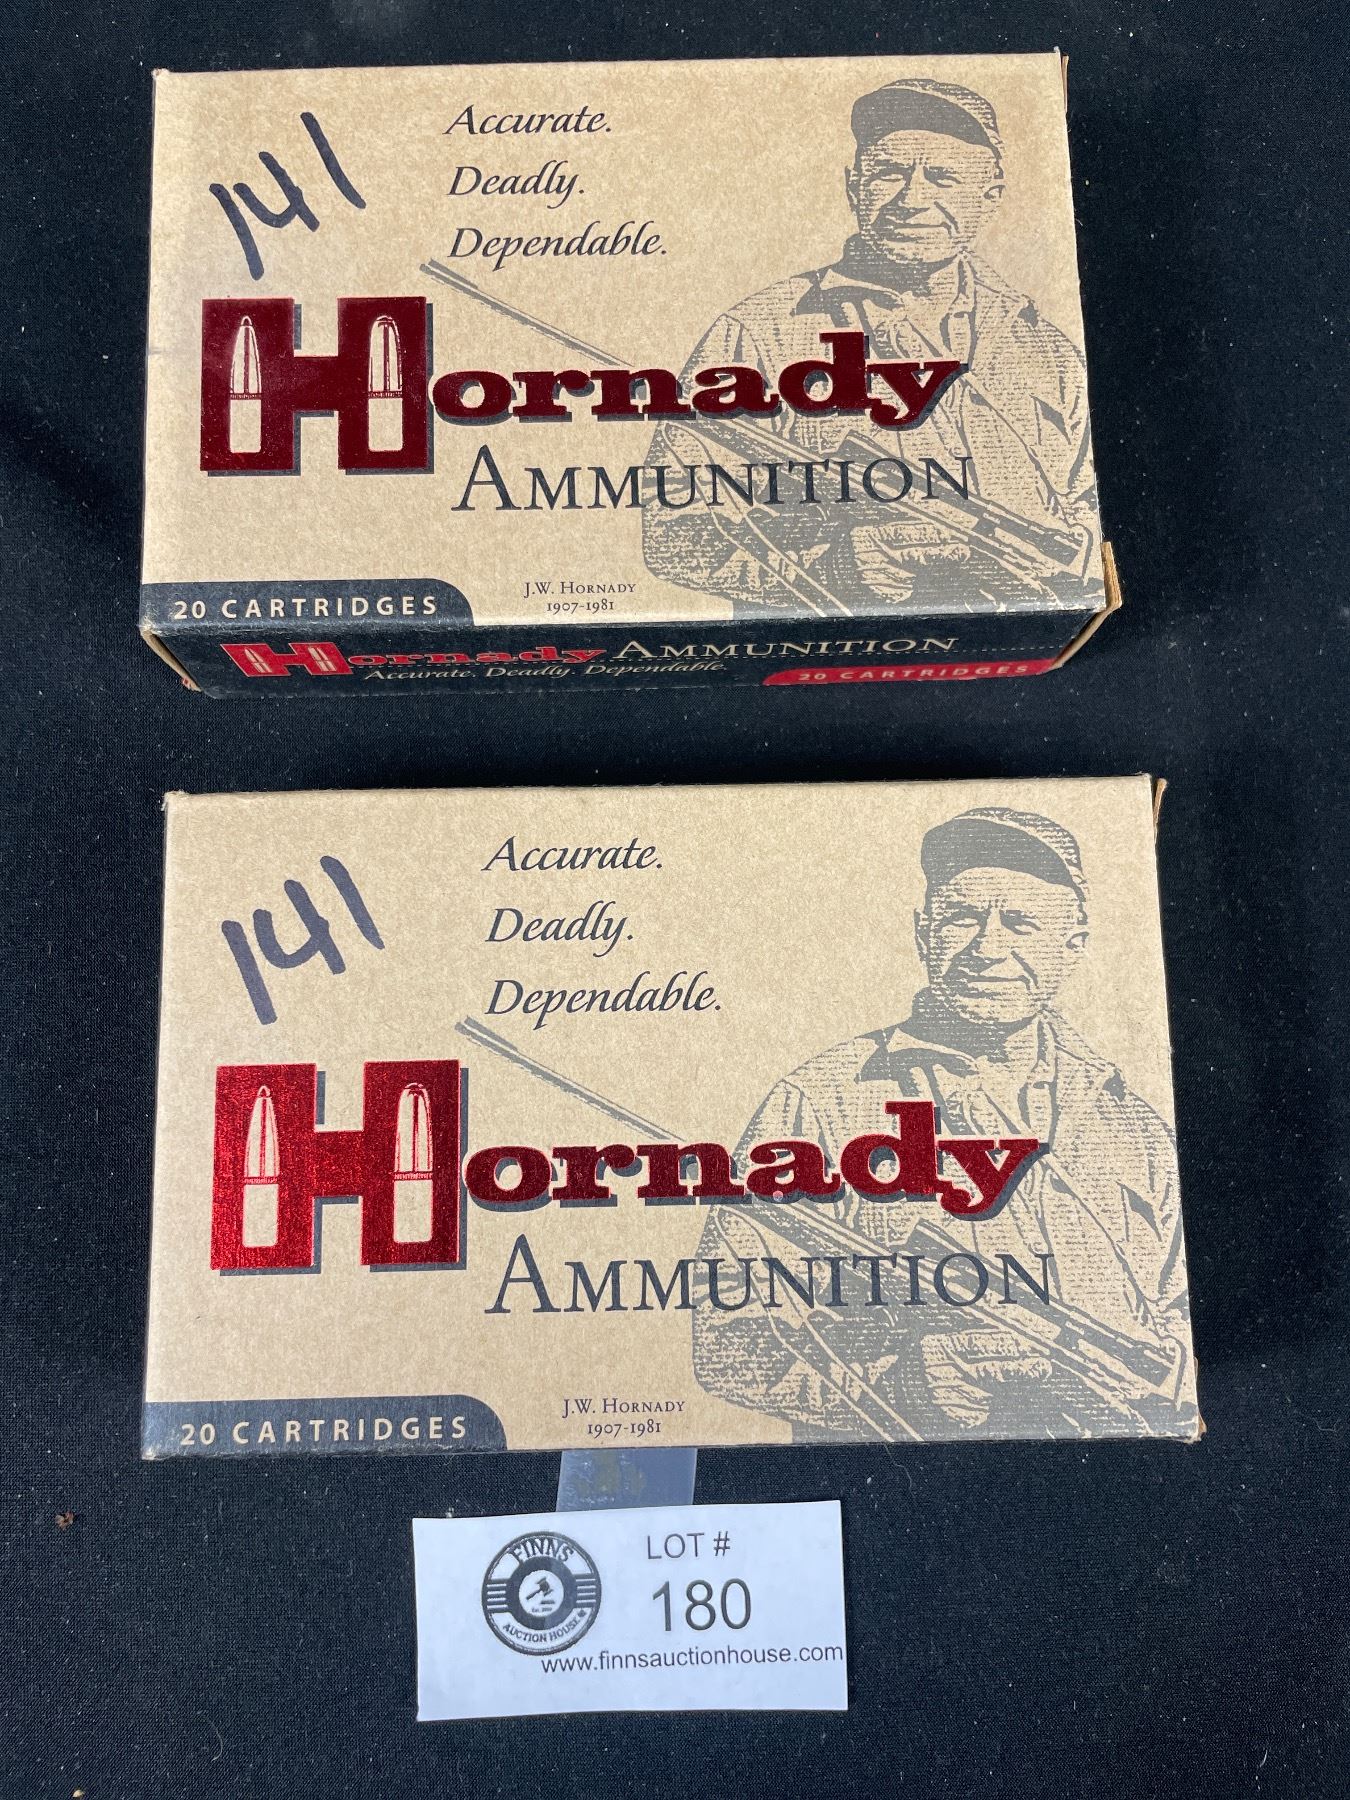 141
Accurate.
Deadly.
Dependable.
Hornady
AMMUNITION
J.W. HORNADY
1907-1981
20 CARTRIDGES
Hornady AMMUNITION
Accurate. Deadly. Dependable.
20 CARTRIDGES
141
Accurate.
Deadly.
Dependable.
Hornady
AMMUNITION
J.W. HORNADY
1907-1981
20 CARTRIDGES
FINNS
AUCTION HOUSE
LOT #
180
www.finnsauctionhouse.com